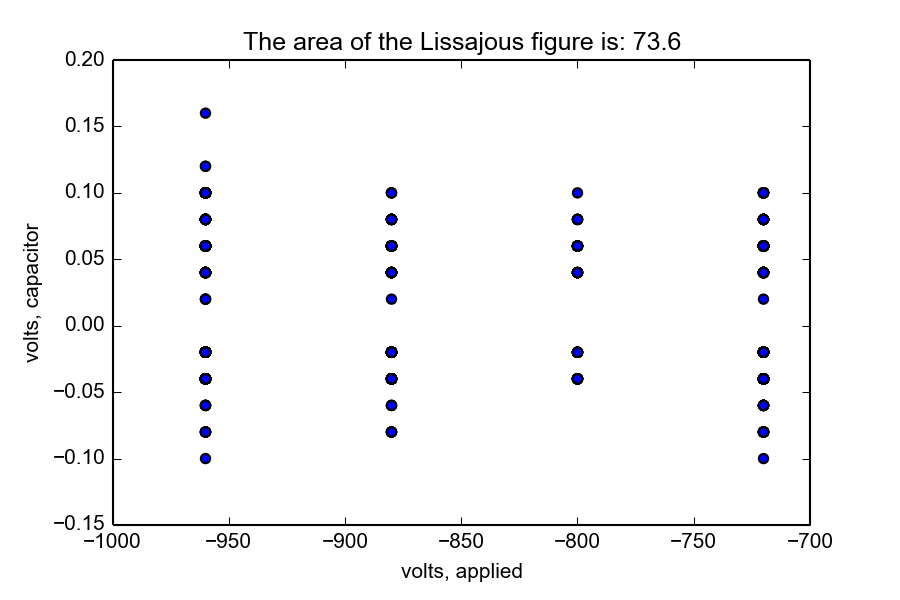 The area of the Lissajous figure is: 73.6
0.20
0.15
0.10
0.05
0.00
−0.05
−0.10
−0.15
volts, capacitor
−1000 −950 −900 −850 −800 −750 −700
volts, applied